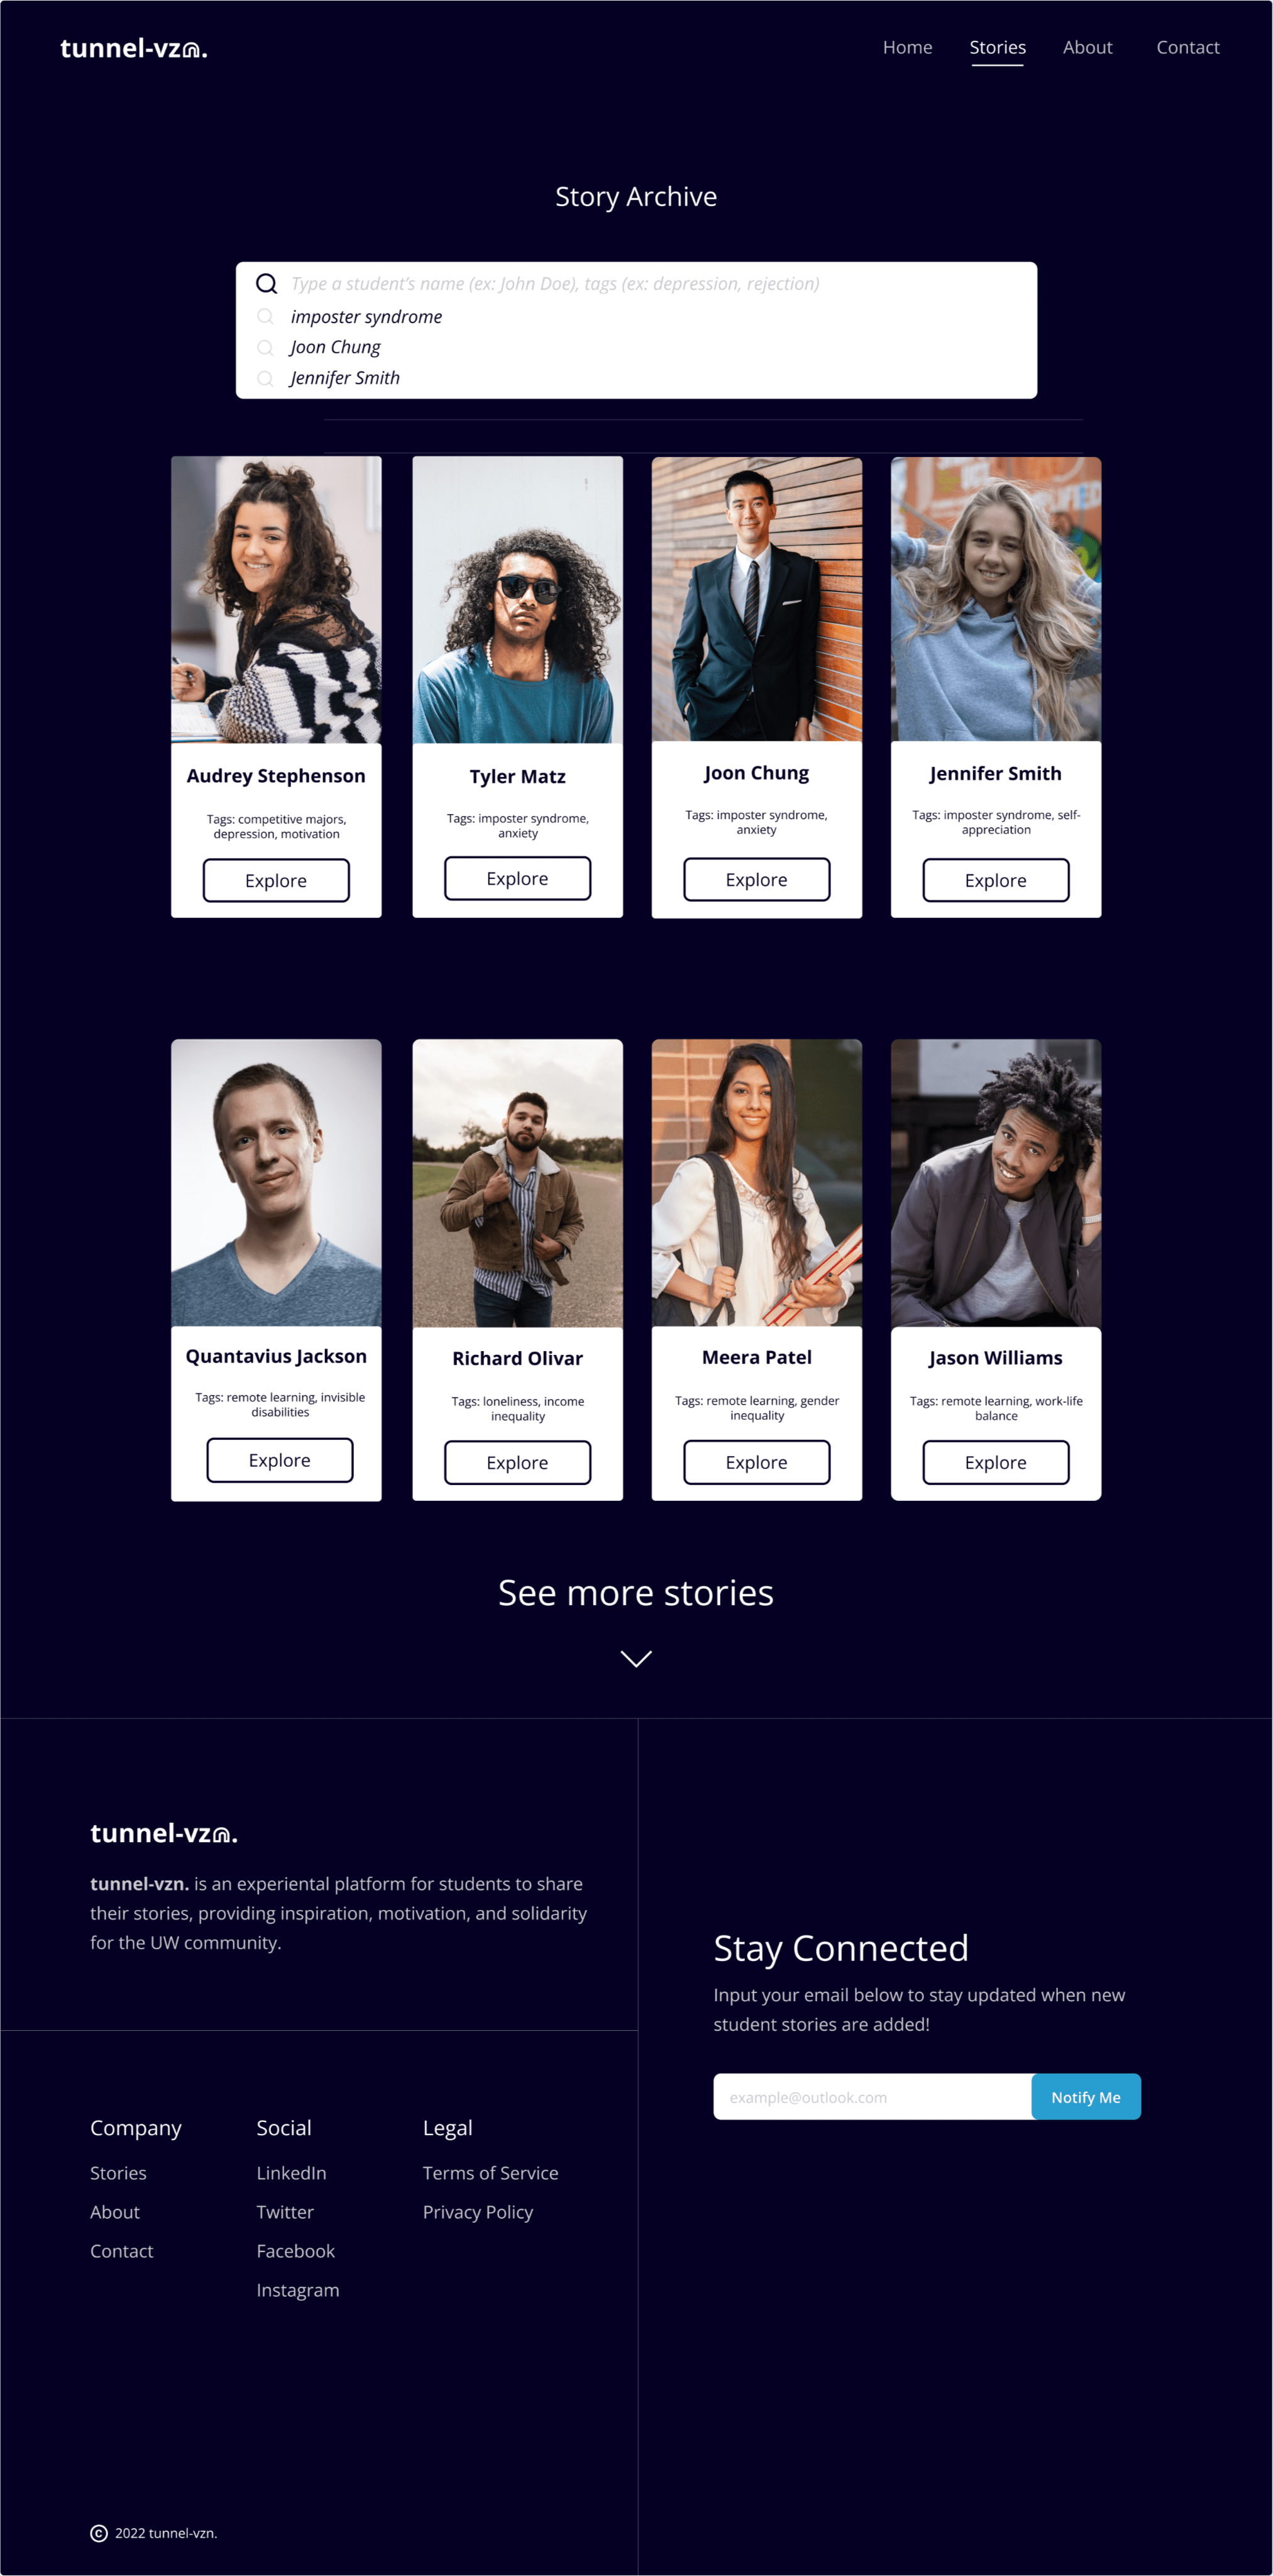 tunnel-vzn.
Home Stories About Contact
Story Archive
Type a student's name (ex: John Doe), tags (ex: depression, rejection)
imposter syndrome
Joon Chung
Jennifer Smith
Audrey Stephenson
Tags: competitive majors,
depression, motivation
Explore
Tyler Matz
Tags: imposter syndrome,
anxiety
Explore
Joon Chung
Tags: imposter syndrome,
anxiety
Explore
Jennifer Smith
Tags: imposter syndrome, self-
appreciation
Explore
Quantavius Jackson
Tags: remote learning, invisible
disabilities
Explore
Richard Olivar
Tags: loneliness, income
inequality
Explore
Meera Patel
Tags: remote learning, gender
inequality
Explore
Jason Williams
Tags: remote learning, work-life
balance
Explore
See more stories
tunnel-vzn.
tunnel-vzn. is an experiental platform for students to share
their stories, providing inspiration, motivation, and solidarity
for the UW community.
Company
Stories
About
Contact
Social
LinkedIn
Twitter
Facebook
Instagram
Legal
Terms of Service
Privacy Policy
© 2022 tunnel-vzn.
Stay Connected
Input your email below to stay updated when new
student stories are added!
example@outlook.com
Notify Me